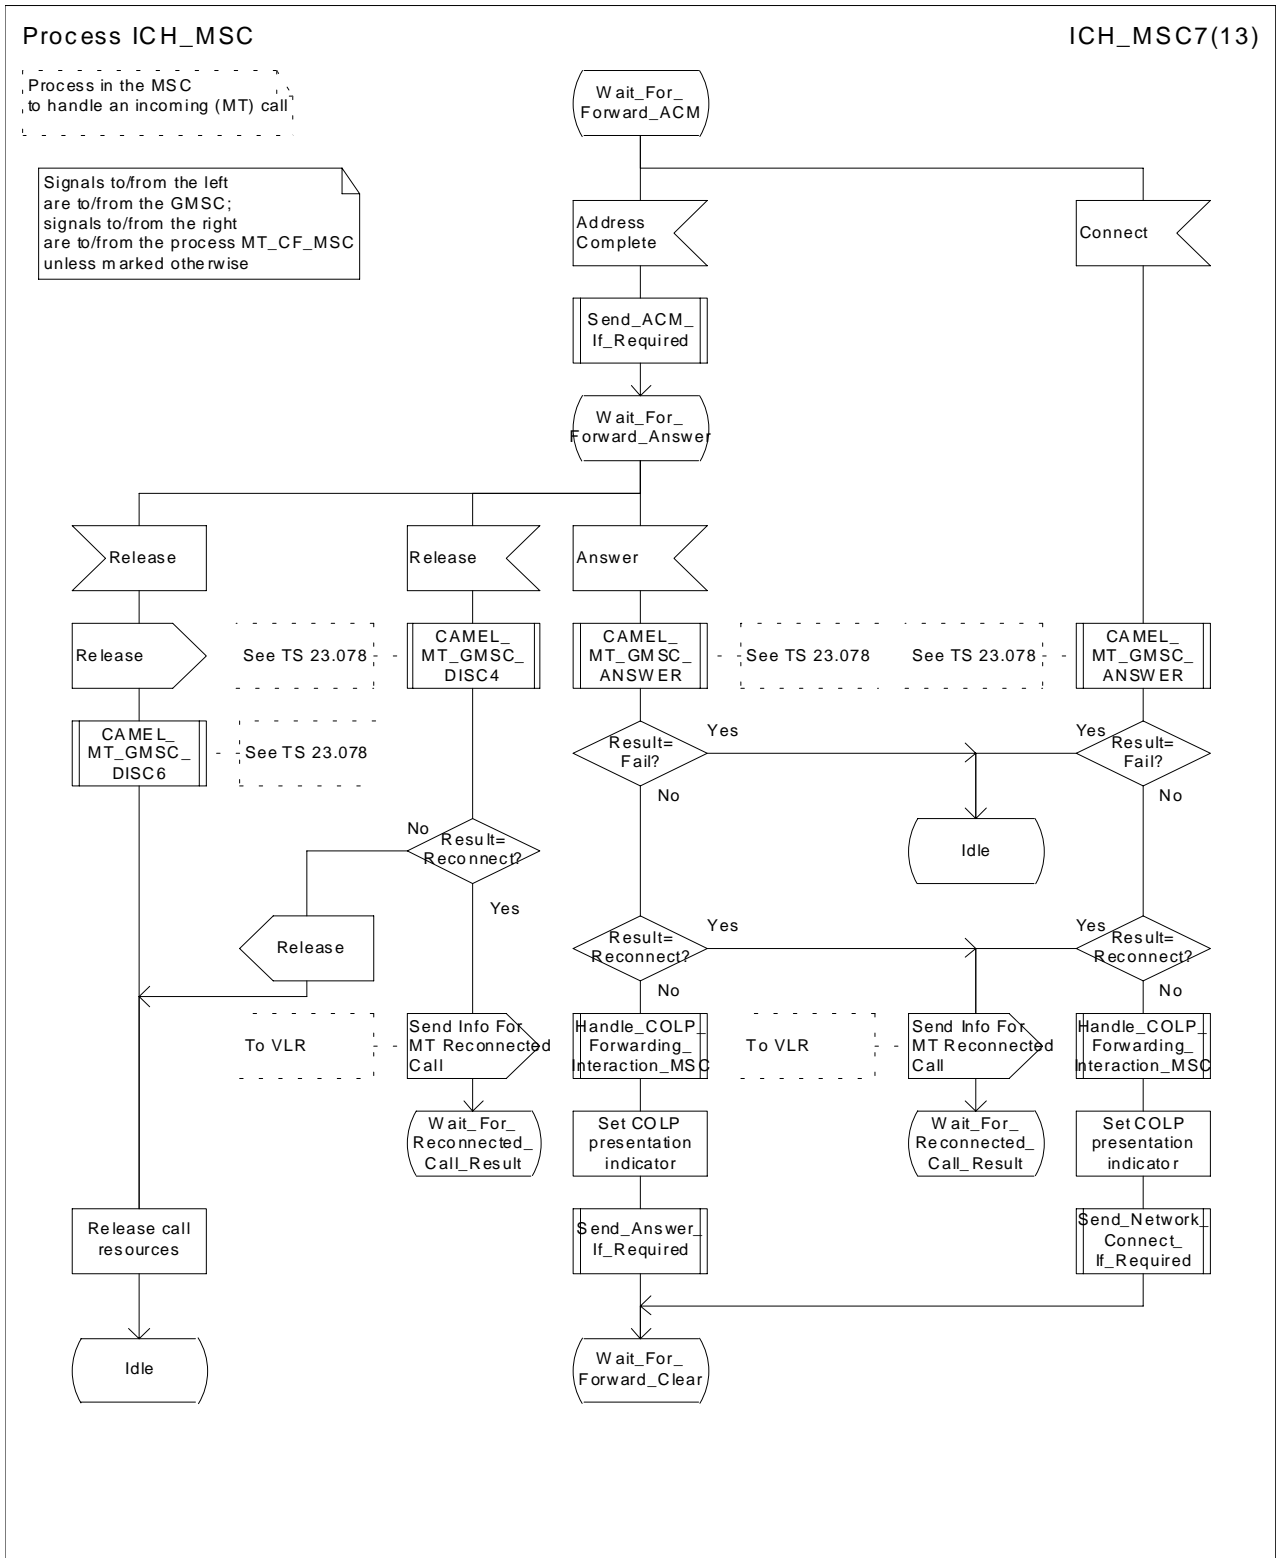 Process ICH_MSC
ICH_MSC7(13)
Process in the MSC
to handle an incoming (MT) call
Signals to/from the left
are to/from the GMSC;
signals to/from the right
are to/from the process MT_CF_MSC
unless marked otherwise
Wait_For_
Forward_ACM
Address
Complete
Connect
Send_ACM_
If_Required
Wait_For_
Forward_Answer
Release
Release
Answer
Release
See TS 23.078
CAMEL_
MT_GMSC_
DISC4
CAMEL_
MT_GMSC_
ANSWER
See TS 23.078
See TS 23.078
CAMEL_
MT_GMSC_
ANSWER
CAMEL_
MT_GMSC_
DISC6
See TS 23.078
Result=
Fail?
Yes
No
Yes
Result=
Fail?
No
Idle
No
Result=
Reconnect?
Yes
Release
Result=
Reconnect?
Yes
No
Yes
Result=
Reconnect?
No
To VLR
Send Info For
MT Reconnected
Call
Handle_COLP_
Forwarding_
Interaction_MSC
To VLR
Send Info For
MT Reconnected
Call
Handle_COLP_
Forwarding_
Interaction_MSC
Wait_For_
Reconnected_
Call_Result
Set COLP
presentation
indicator
Wait_For_
Reconnected_
Call_Result
Set COLP
presentation
indicator
Release call
resources
Send_Answer_
If_Required
Send_Network_
Connect_
If_Required
Idle
Wait_For_
Forward_Clear